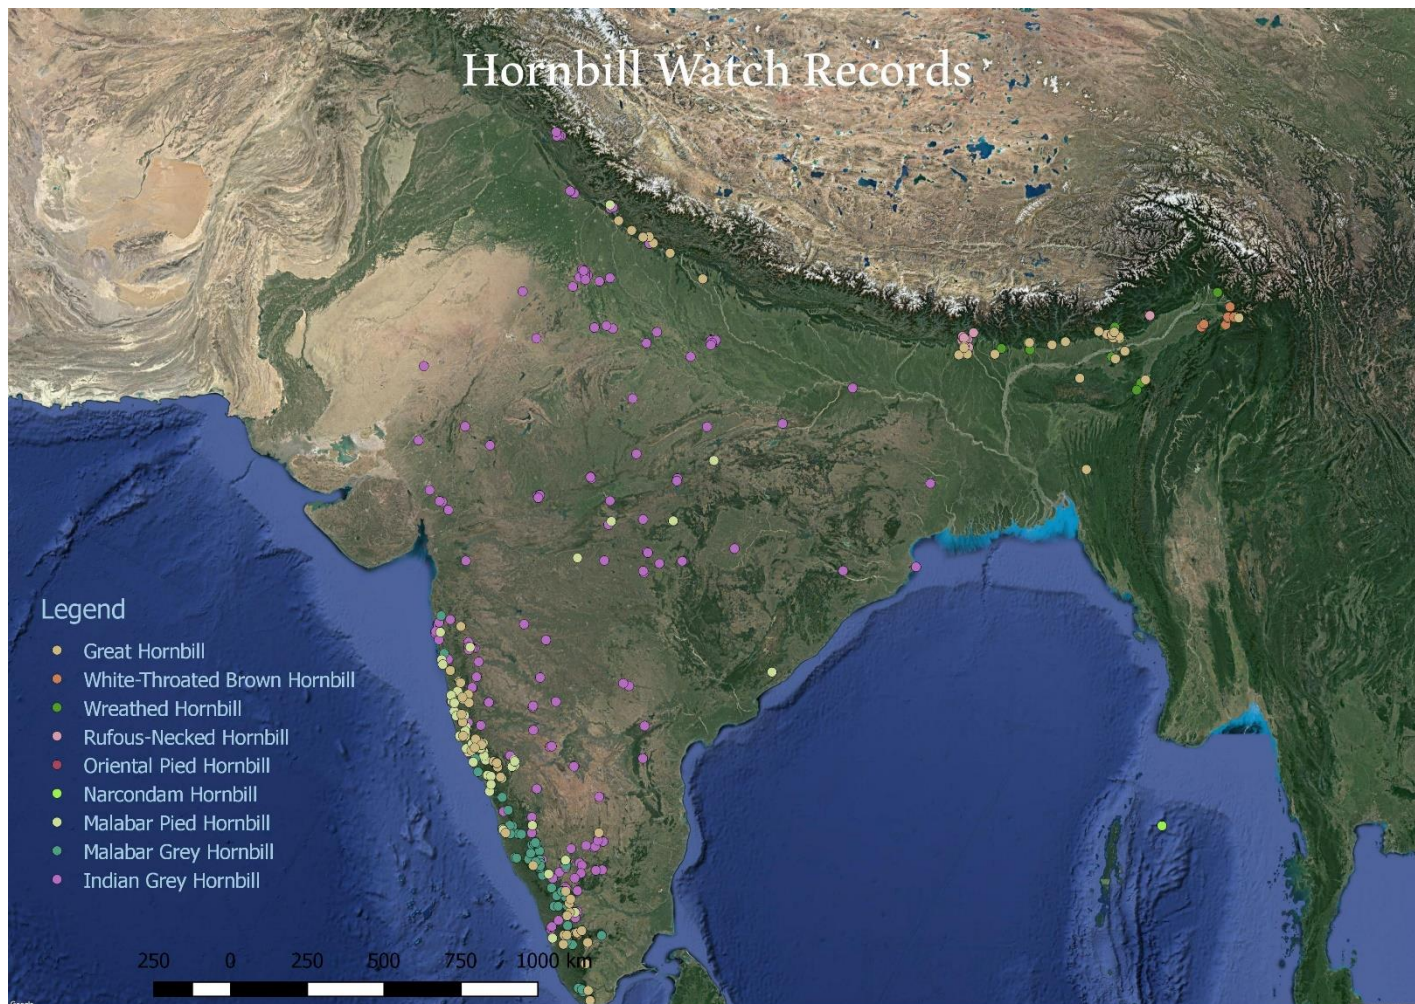 Hornbill Watch Records
Legend
Great Hornbill
White-Throated Brown Hornbill
Wreathed Hornbill
Rufous-Necked Hornbill
Oriental Pied Hornbill
Narcondam Hornbill
Malabar Pied Hornbill
Malabar Grey Hornbill
Indian Grey Hornbill
250 0 250 500 750 1000 km